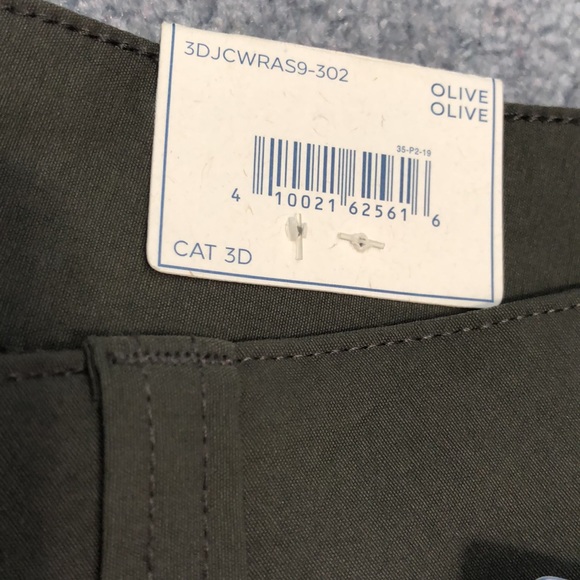 3DJCWRAS9-302
OLIVE
OLIVE
35-P2-19
4 10021 62561 6
CAT 3D